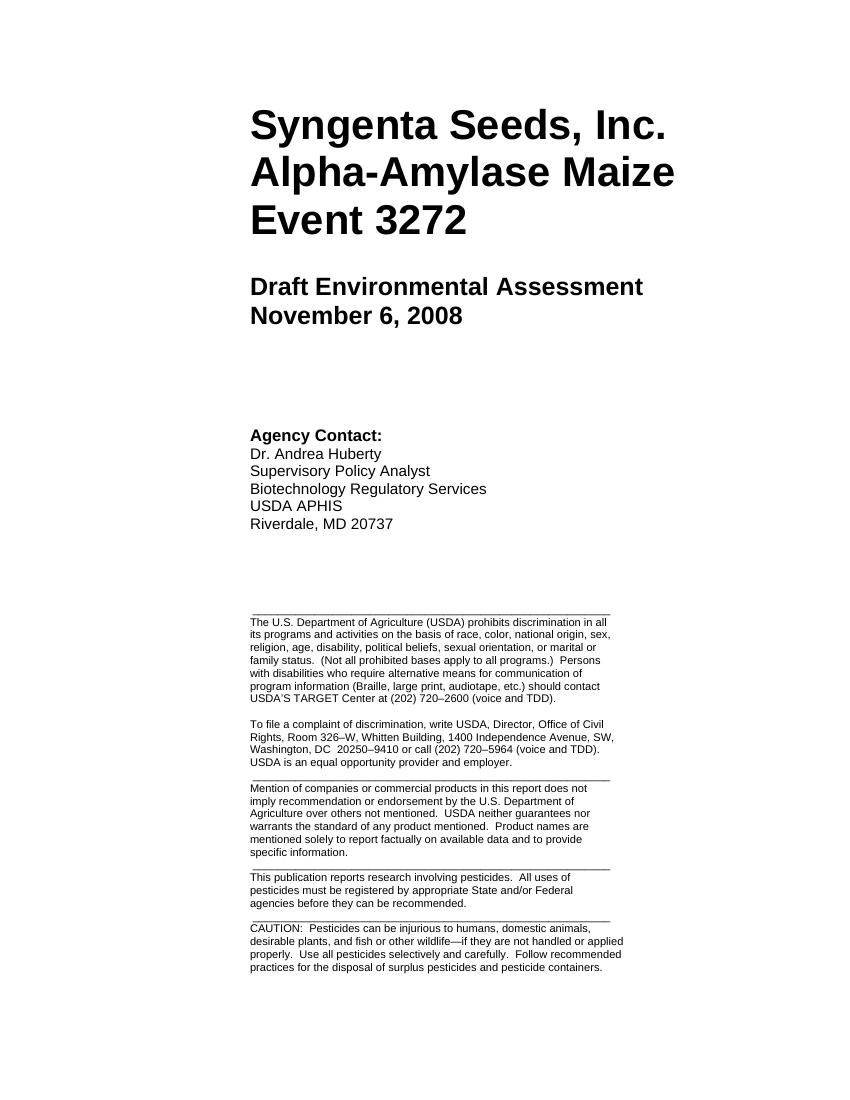 Syngenta Seeds, Inc.
Alpha-Amylase Maize
Event 3272
Draft Environmental Assessment
November 6, 2008
Agency Contact:
Dr. Andrea Huberty
Supervisory Policy Analyst
Biotechnology Regulatory Services
USDA APHIS
Riverdale, MD 20737
The U.S. Department of Agriculture (USDA) prohibits discrimination in all
its programs and activities on the basis of race, color, national origin, sex,
religion, age, disability, political beliefs, sexual orientation, or marital or
family status.  (Not all prohibited bases apply to all programs.)  Persons
with disabilities who require alternative means for communication of
program information (Braille, large print, audiotape, etc.) should contact
USDA'S TARGET Center at (202) 720–2600 (voice and TDD).
To file a complaint of discrimination, write USDA, Director, Office of Civil
Rights, Room 326–W, Whitten Building, 1400 Independence Avenue, SW,
Washington, DC  20250–9410 or call (202) 720–5964 (voice and TDD).
USDA is an equal opportunity provider and employer.
Mention of companies or commercial products in this report does not
imply recommendation or endorsement by the U.S. Department of
Agriculture over others not mentioned.  USDA neither guarantees nor
warrants the standard of any product mentioned.  Product names are
mentioned solely to report factually on available data and to provide
specific information.
This publication reports research involving pesticides.  All uses of
pesticides must be registered by appropriate State and/or Federal
agencies before they can be recommended.
CAUTION:  Pesticides can be injurious to humans, domestic animals,
desirable plants, and fish or other wildlife—if they are not handled or applied
properly.  Use all pesticides selectively and carefully.  Follow recommended
practices for the disposal of surplus pesticides and pesticide containers.